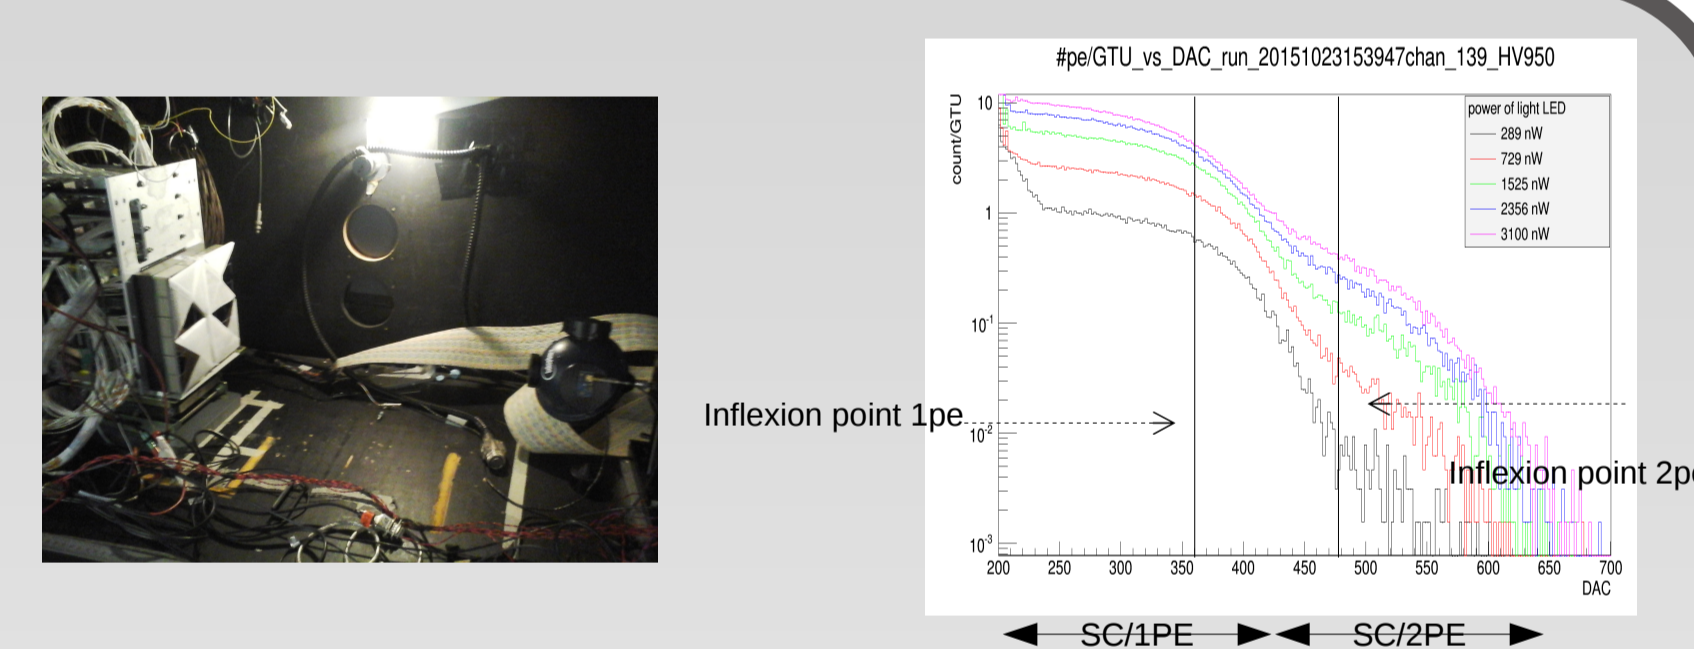 #pe/GTU_vs_DAC_run_20151023153947chan_139_HV950
count/GTU
10
1
10-1
10-2
10-3
power of light LED
289 nW
729 nW
1525 nW
2356 nW
3100 nW
Inflexion point 1pe
Inflexion point 2pe
200 250 300 350 400 450 500 550 600 650 700
DAC
SC/1PE SC/2PE